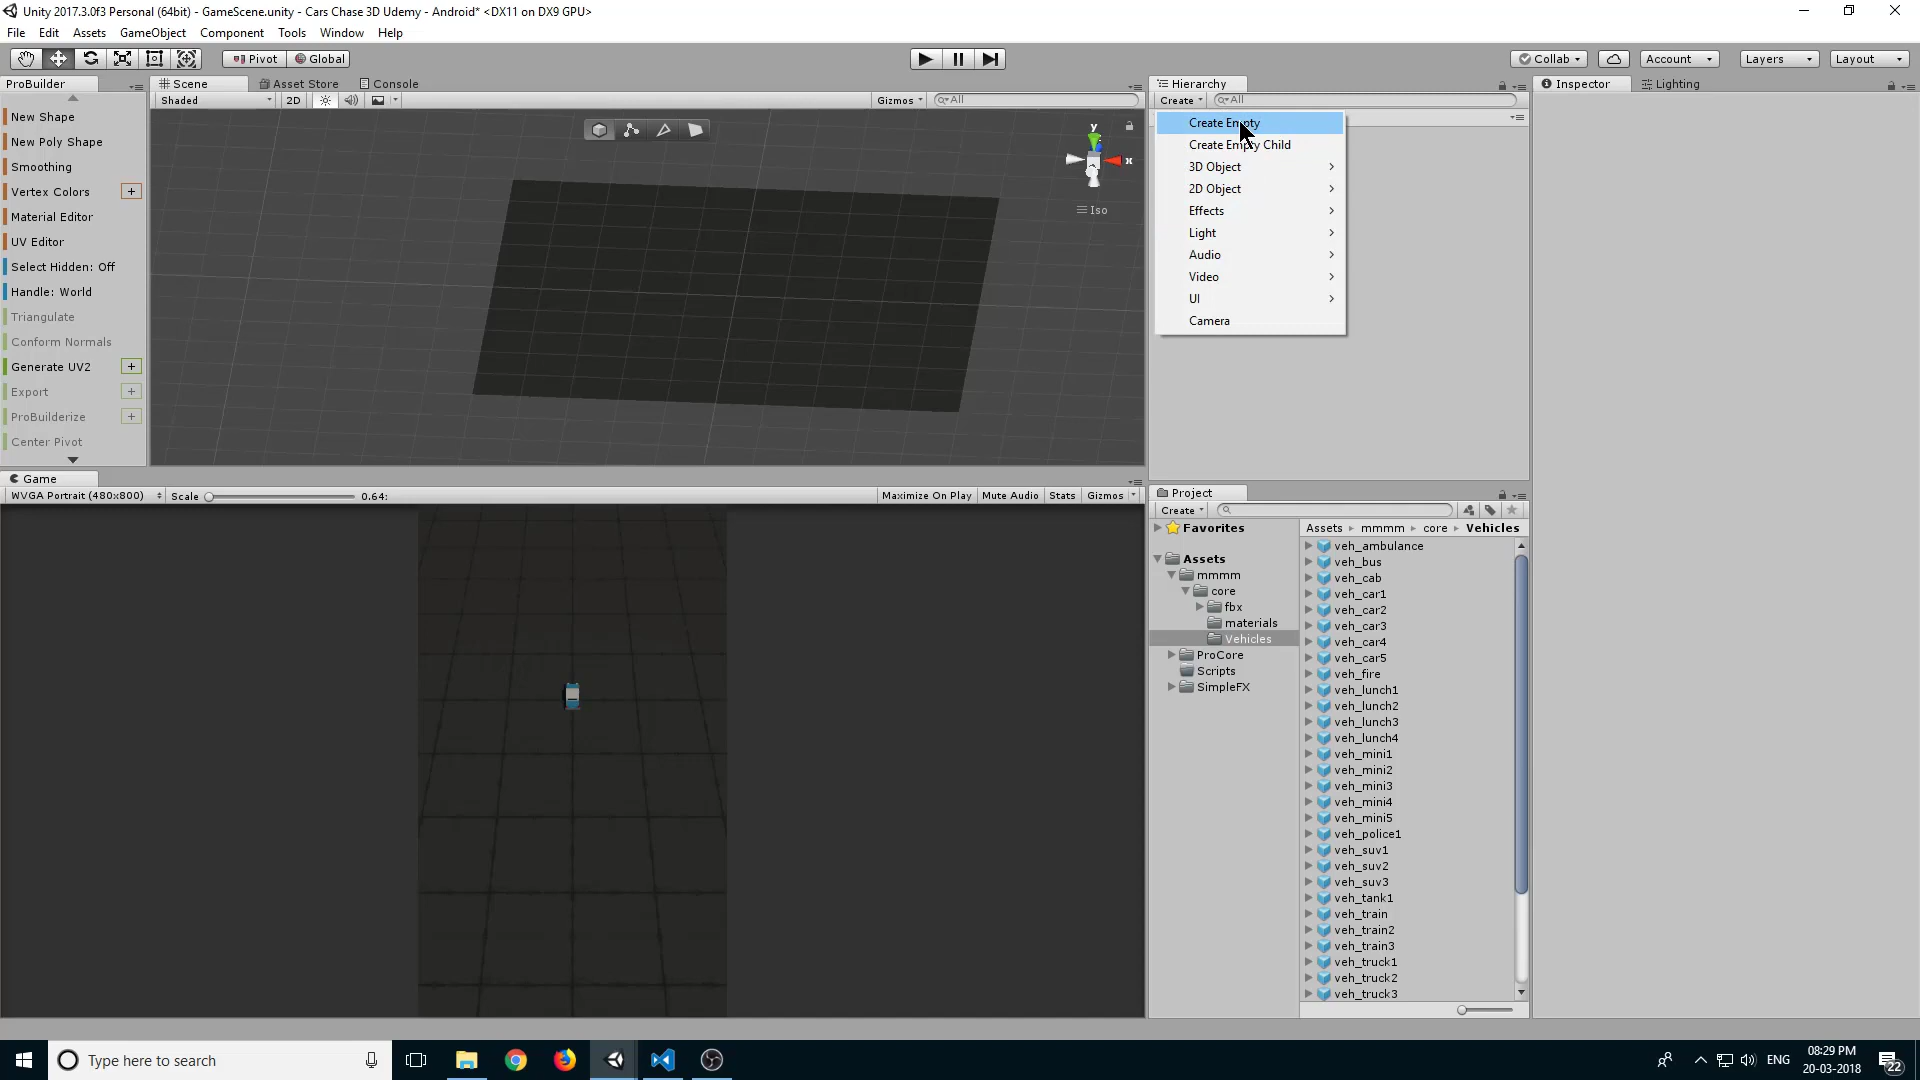 Unity 2017.3.0f3 Personal (64bit) - GameScene.unity - Cars Chase 3D Udemy - Android* <DX11 on DX9 GPU>
File Edit Assets GameObject Component Tools Window Help
Pivot Global Collab Account Layers Layout
ProBuilder Scene Asset Store Console Hierarchy Inspector Lighting
Shaded 2D Gizmos All Create All
New Shape
New Poly Shape
Smoothing
Vertex Colors +
Material Editor
UV Editor
Select Hidden: Off
Handle: World
Triangulate
Conform Normals
Generate UV2 +
Export +
ProBuilderize +
Center Pivot
y
x
Iso
Create Empty
Create Empty Child
3D Object
2D Object
Effects
Light
Audio
Video
UI
Camera
Game
WVGA Portrait (480x800) Scale 0.64: Maximize On Play Mute Audio Stats Gizmos
Project
Create
Favorites
Assets
mmmm
core
fbx
materials
Vehicles
ProCore
Scripts
SimpleFX
Assets mmmm core Vehicles
veh_ambulance
veh_bus
veh_cab
veh_car1
veh_car2
veh_car3
veh_car4
veh_car5
veh_fire
veh_lunch1
veh_lunch2
veh_lunch3
veh_lunch4
veh_mini1
veh_mini2
veh_mini3
veh_mini4
veh_mini5
veh_police1
veh_suv1
veh_suv2
veh_suv3
veh_tank1
veh_train
veh_train2
veh_train3
veh_truck1
veh_truck2
veh_truck3
Type here to search
ENG
08:29 PM
20-03-2018
22